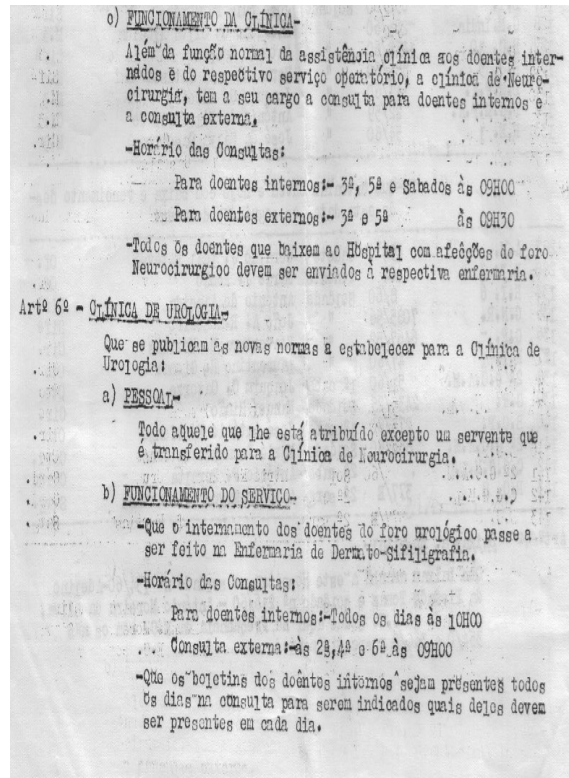 c) FUNCIONAMENTO DA CLÍNICA-
Além da função normal da assistência clínica aos doentes inter-
nados e do respectivo serviço operatório, a clínica de Neuro-
cirurgia, tem a seu cargo a consulta para doentes internos e
a consulta externa.
-Horário das Consultas:
Para doentes internos:- 3ª, 5ª e Sabados às 09H00
Para doentes externos:- 3ª e 5ª às 09H30
-Todos os doentes que baixem ao Hospital com afecções do foro
Neurocirurgico devem ser enviados à respectiva enfermaria.
Artº 6º - CLÍNICA DE UROLOGIA-
Que se publicam as novas normas a estabelecer para a Clínica de
Urologia:
a) PESSOAL-
Todo aquele que lhe está atribuído excepto um servente que
é transferido para a Clínica de Neurocirurgia.
b) FUNCIONAMENTO DO SERVIÇO-
-Que o internamento dos doentes do foro urológico passe a
ser feito na Enfermaria de Dermato-Sifiligrafia.
-Horário das Consultas:
Para doentes internos:-Todos os dias às 10H00
Consulta externa:-às 2ª,4ª e 6ª às 09H00
-Que os boletins dos doentes internos sejam presentes todos
os dias na consulta para serem indicados quais deles devem
ser presentes em cada dia.